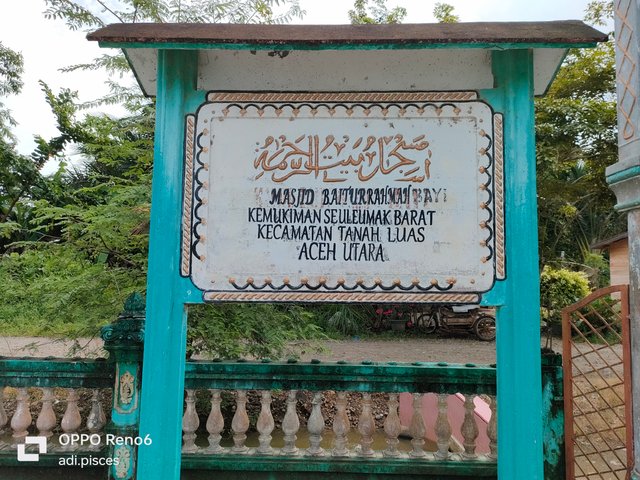 مسجد بيت الرحمة
MASJID BAITURRAHMAH
KEMUKIMAN SEULEUMAK BARAT
KECAMATAN TANAH LUAS
ACEH UTARA
OPPO Reno6
adi.pisces